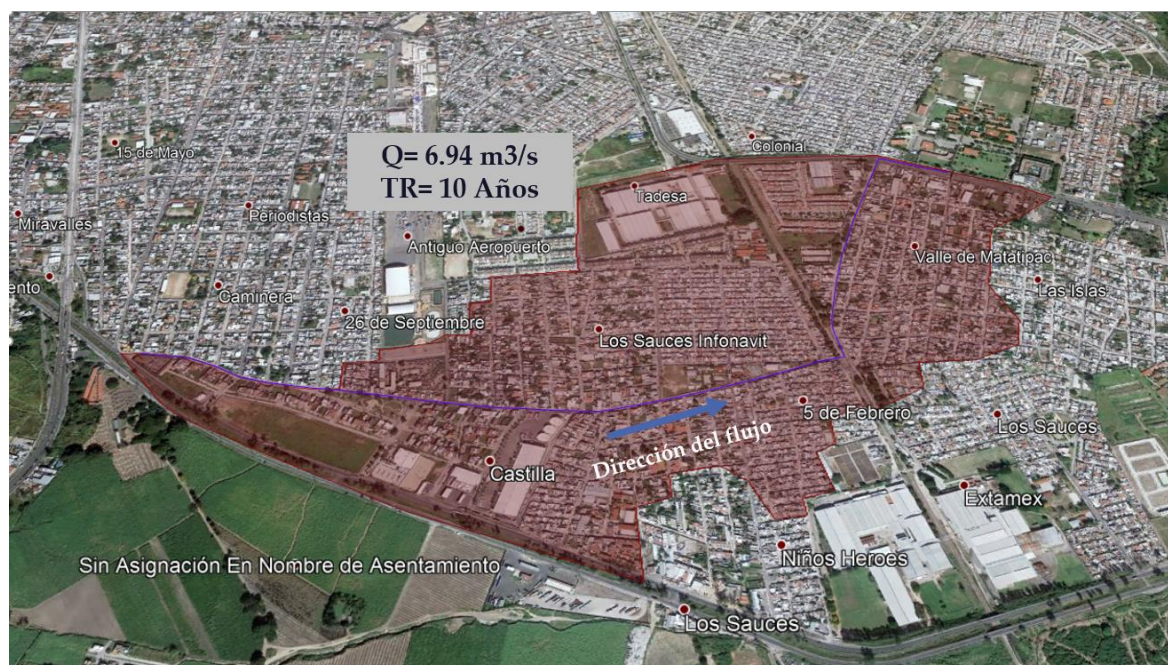 Q= 6.94 m3/s
TR= 10 Años
15 de Mayo
Colonial
Tadesa
Periodistas
Miravalles
Antiguo Aeropuerto
Valle de Matatipac
ento
Caminera
Las Islas
26 de Septiembre
Los Sauces Infonavit
5 de Febrero
Los Sauces
Dirección del flujo
Castilla
Extamex
Niños Heroes
Sin Asignación En Nombre de Asentamiento
Los Sauces